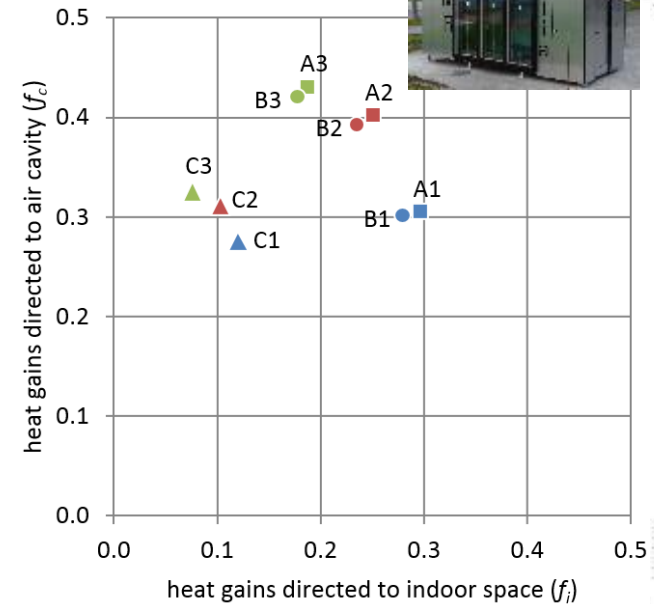 0.5
A3
B3
A2
0.4
B2
C3
C2
A1
0.3
B1
C1
0.2
0.1
0.0
0.0 0.1 0.2 0.3 0.4 0.5
heat gains directed to indoor space (fi)
heat gains directed to air cavity (fc)